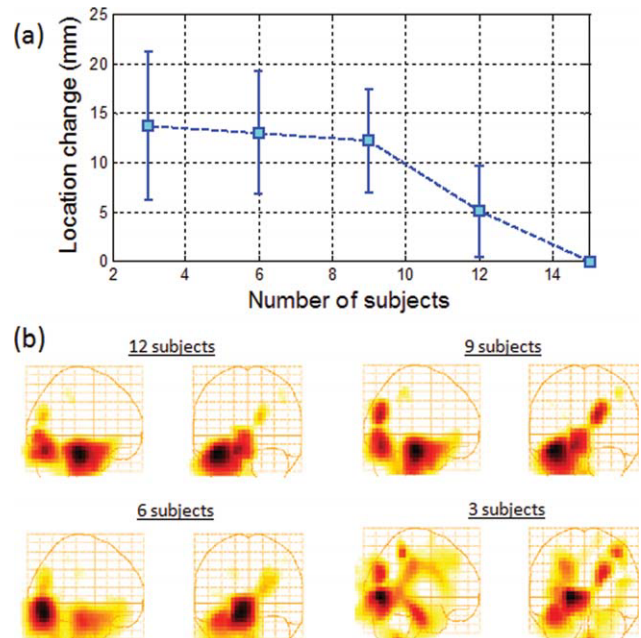 (a)
Location change (mm)
25
20
15
10
5
0
2
4
6
8
10
12
14
Number of subjects
(b)
12 subjects
9 subjects
6 subjects
3 subjects